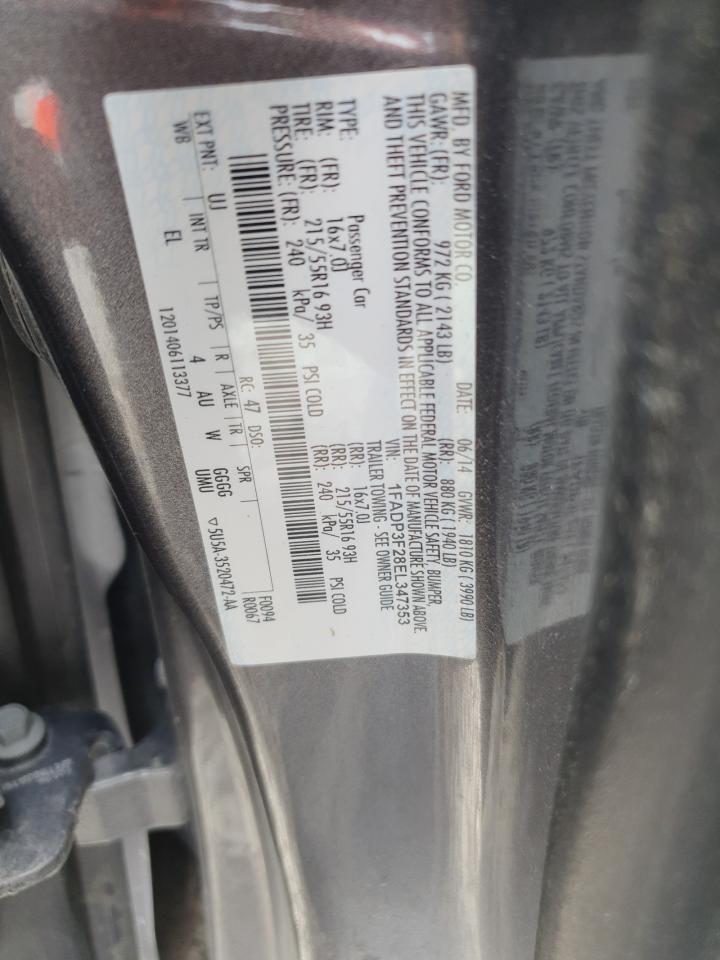 MFD. BY FORD MOTOR CO.
DATE: 06/14 GVWR: 1810 KG ( 3990 LB)
GAWR: (FR): 972 KG ( 2143 LB) (RR): 880 KG ( 1940 LB)
THIS VEHICLE CONFORMS TO ALL APPLICABLE FEDERAL MOTOR VEHICLE SAFETY, BUMPER,
AND THEFT PREVENTION STANDARDS IN EFFECT ON THE DATE OF MANUFACTURE SHOWN ABOVE.
VIN: 1FADP3F28EL347353
TYPE: Passenger Car TRAILER TOWING - SEE OWNER GUIDE
RIM: (FR): 16x7.0J (RR): 16x7.0J
TIRE: (FR): 215/55R16 93H (RR): 215/55R16 93H
PRESSURE: (FR): 240 kPa/ 35 PSI COLD (RR): 240 kPa/ 35 PSI COLD
EXT PNT: UJ RC: 47 DSO: F0094
R0067
WB INT TR TP/PS R AXLE TR SPR
EL 4 AU W GGGG
UMU
1201406113377 ▽5U5A-3520472-AA